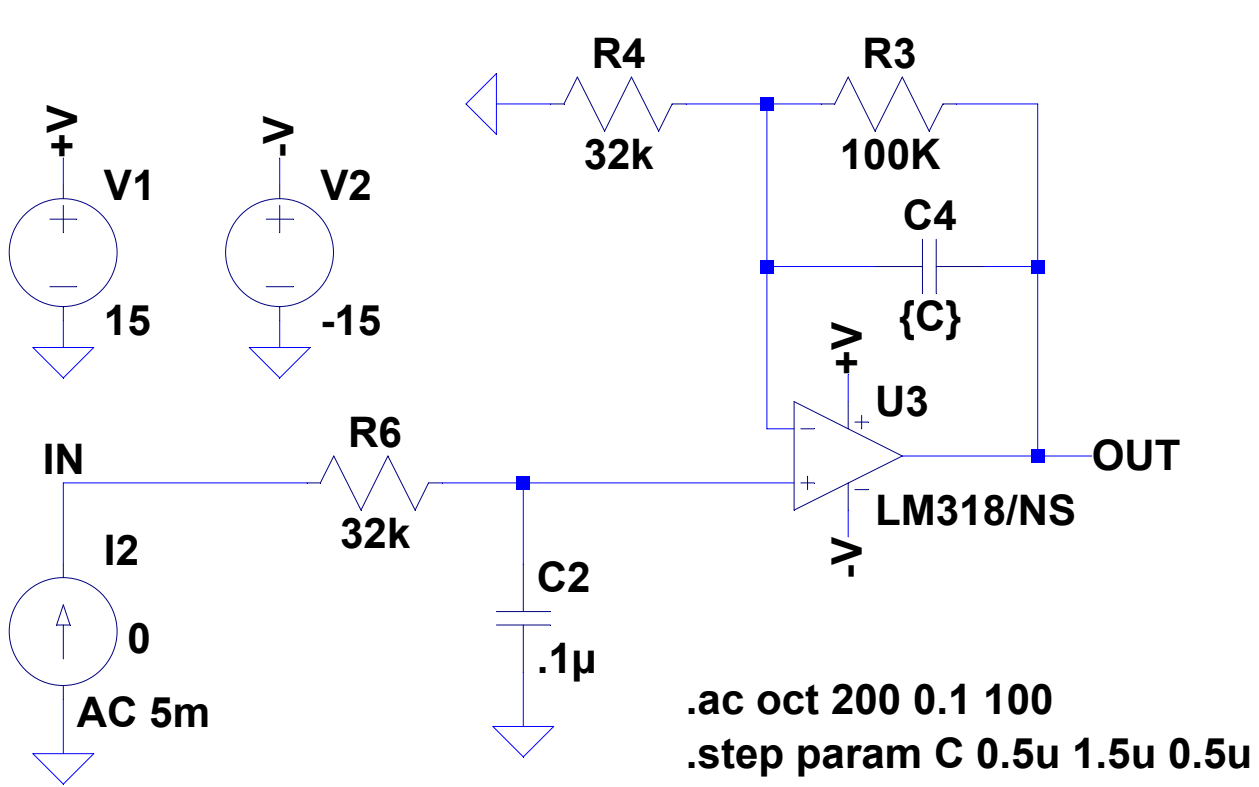 R4
R3
32k
100K
+V
-V
V1
V2
15
-15
C4
{C}
+V
U3
IN
R6
OUT
32k
LM318/NS
-V
I2
0
AC 5m
C2
.1µ
.ac oct 200 0.1 100
.step param C 0.5u 1.5u 0.5u